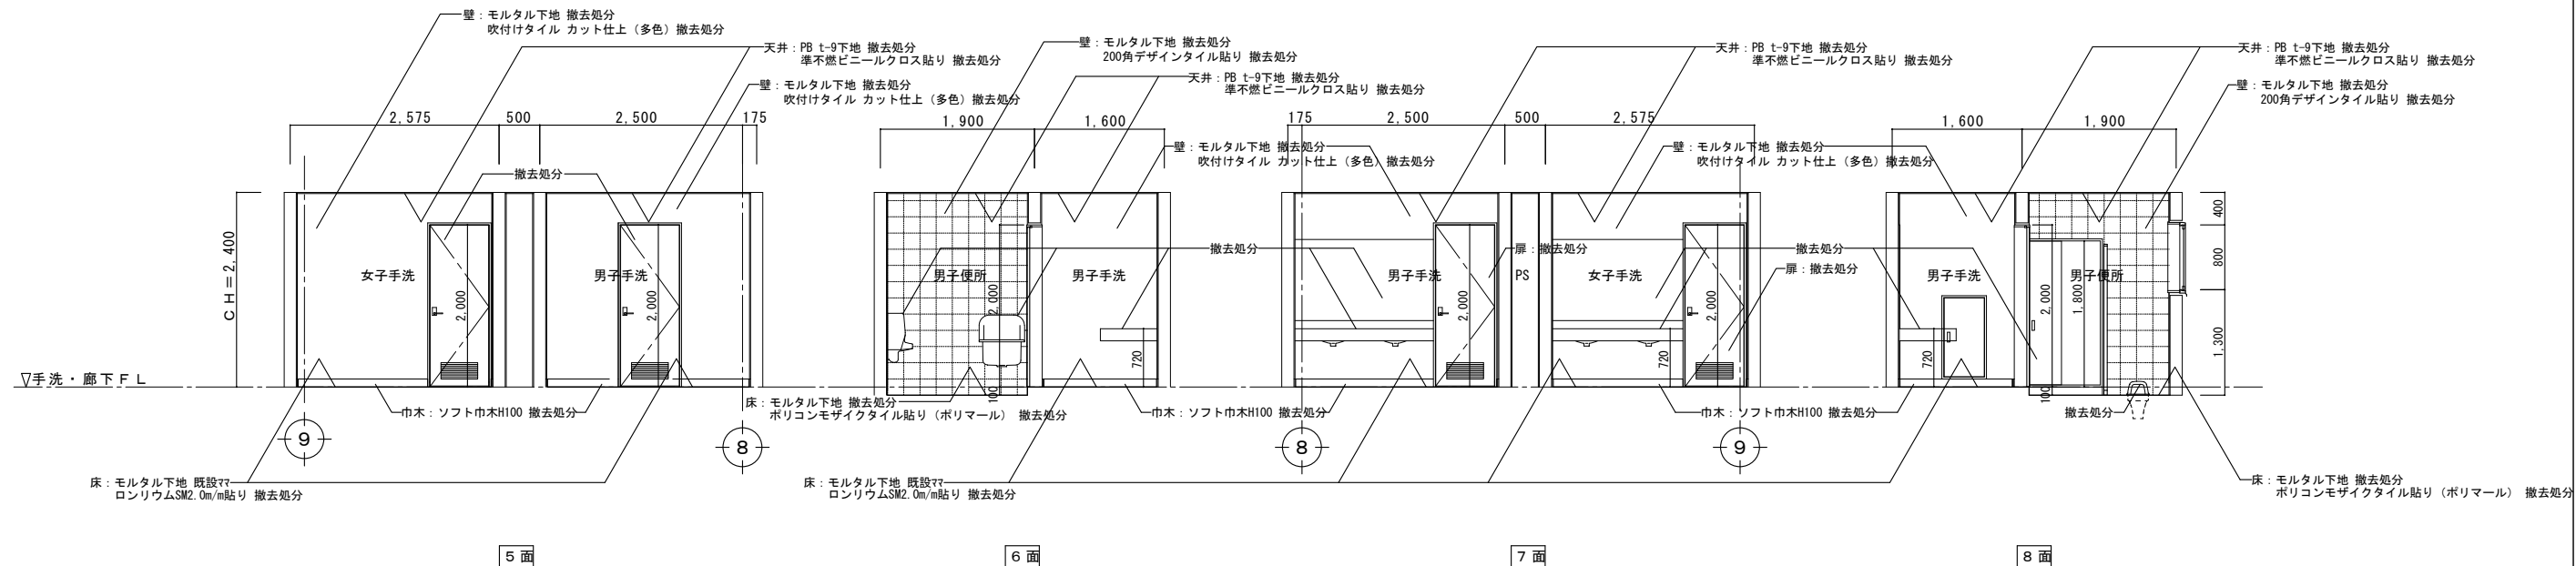 壁：モルタル下地 撤去処分
吹付けタイル カット仕上（多色）撤去処分
天井：PB t-9下地 撤去処分
準不燃ビニールクロス貼り 撤去処分
壁：モルタル下地 撤去処分
吹付けタイル カット仕上（多色）撤去処分
2,575
500
2,500
175
撤去処分
CH＝2,400
女子手洗
2,000
男子手洗
2,000
▽手洗・廊下FL
巾木：ソフト巾木H100 撤去処分
9
8
床：モルタル下地 既設ﾏﾏ
ロンリウムSM2.0m/m貼り 撤去処分
5面
壁：モルタル下地 撤去処分
200角デザインタイル貼り 撤去処分
天井：PB t-9下地 撤去処分
準不燃ビニールクロス貼り 撤去処分
1,900
1,600
壁：モルタル下地 撤去処分
吹付けタイル カット仕上（多色）撤去処分
撤去処分
男子便所
男子手洗
2,000
720
100
床：モルタル下地 撤去処分
ポリコンモザイクタイル貼り（ポリマール） 撤去処分
巾木：ソフト巾木H100 撤去処分
床：モルタル下地 既設ﾏﾏ
ロンリウムSM2.0m/m貼り 撤去処分
6面
天井：PB t-9下地 撤去処分
準不燃ビニールクロス貼り 撤去処分
175
2,500
500
2,575
壁：モルタル下地 撤去処分
吹付けタイル カット仕上（多色）撤去処分
扉：撤去処分
男子手洗
PS
女子手洗
扉：撤去処分
2,000
720
2,000
巾木：ソフト巾木H100 撤去処分
8
9
7面
天井：PB t-9下地 撤去処分
準不燃ビニールクロス貼り 撤去処分
壁：モルタル下地 撤去処分
200角デザインタイル貼り 撤去処分
1,600
1,900
撤去処分
男子手洗
男子便所
2,000
1,800
720
100
400
800
1,300
撤去処分
床：モルタル下地 撤去処分
ポリコンモザイクタイル貼り（ポリマール） 撤去処分
8面